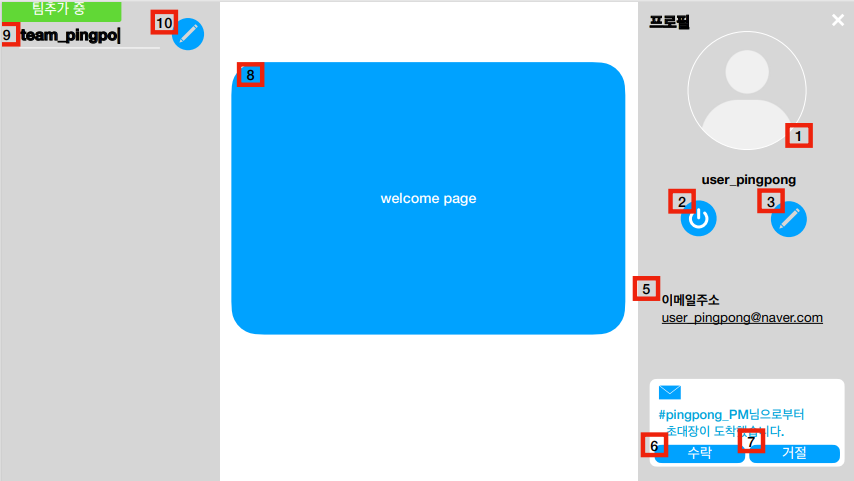 팀추가 중
10
9
team_pingpo
8
welcome page
프로필
1
user_pingpong
2
3
5
이메일주소
user_pingpong@naver.com
#pingpong_PM님으로부터
초대장이 도착했습니다.
6
7
수락
거절